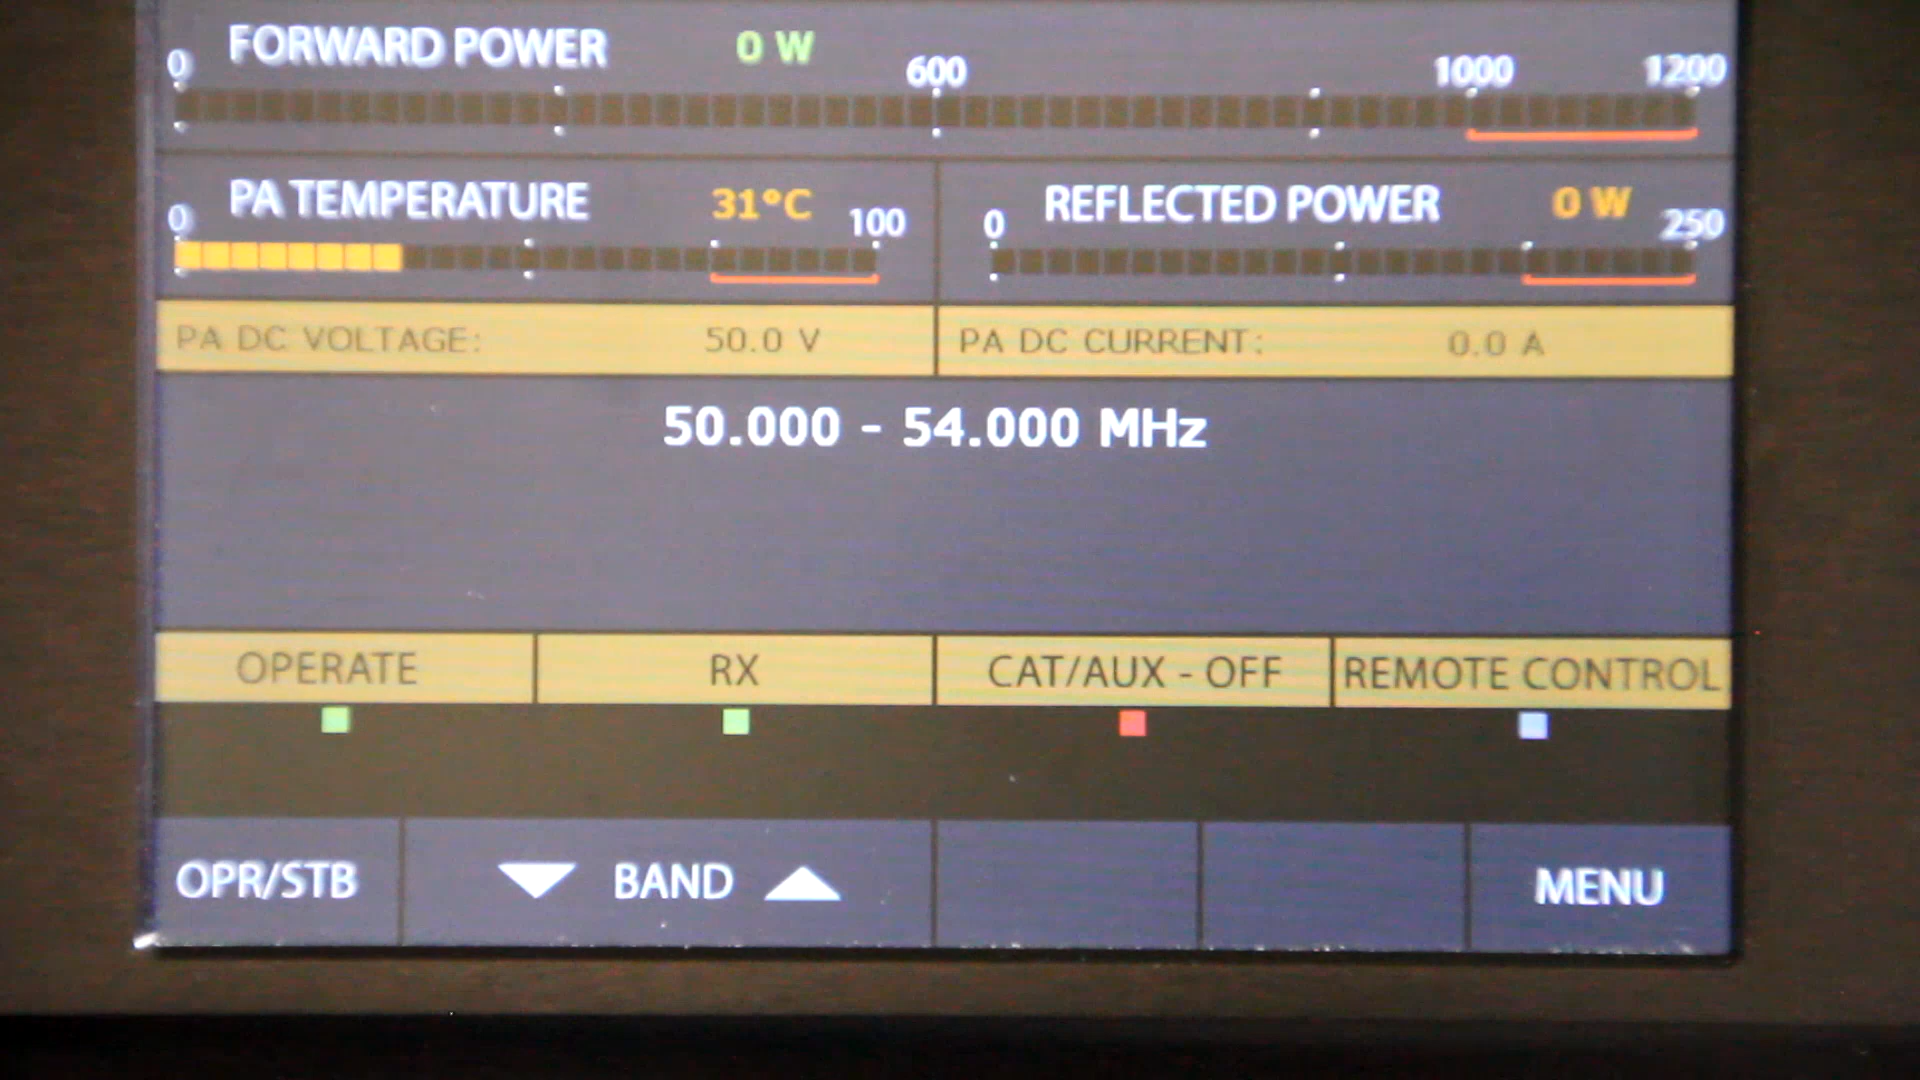 FORWARD POWER 0 W
0 600 1000 1200
PA TEMPERATURE 31°C
0 100
REFLECTED POWER 0 W
0 250
PA DC VOLTAGE: 50.0 V
PA DC CURRENT: 0.0 A
50.000 - 54.000 MHz
OPERATE RX CAT/AUX - OFF REMOTE CONTROL
OPR/STB BAND MENU